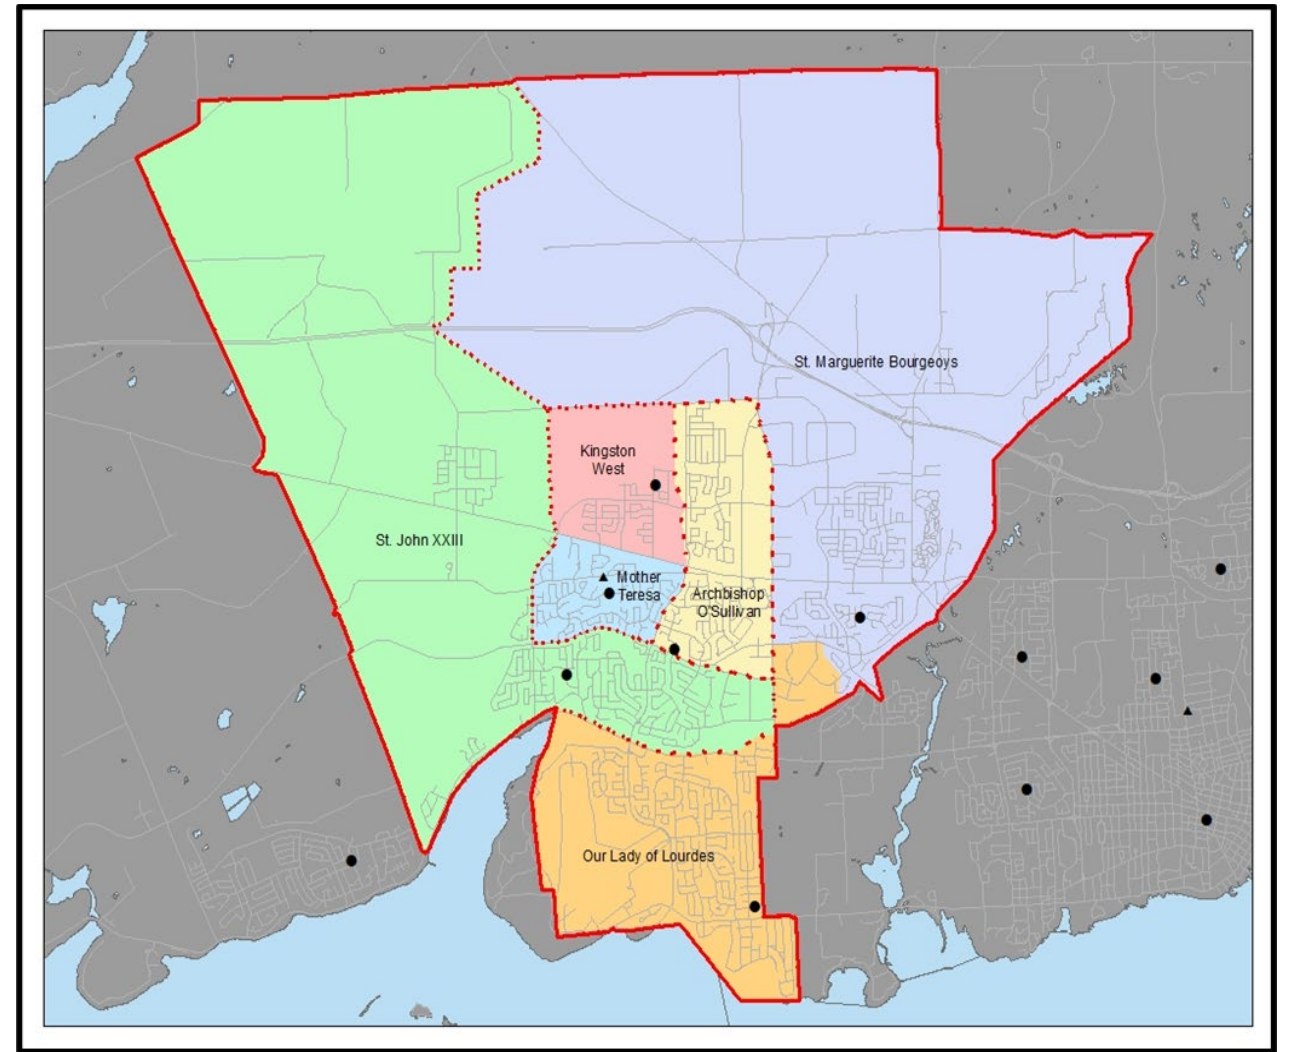 St. Marguerite Bourgeoys
Kingston
West
St. John XXIII
Mother
Teresa
Archbishop
O'Sullivan
Our Lady of Lourdes